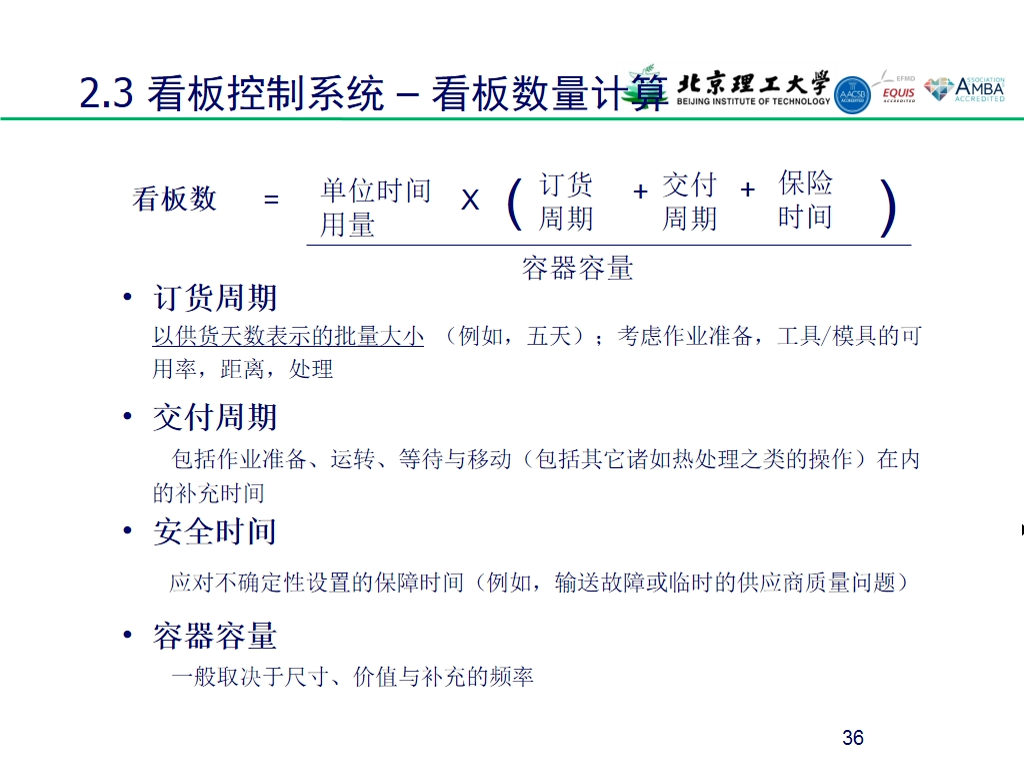 2.3 看板控制系统 – 看板数量计算
北京理工大学
BEIJING INSTITUTE OF TECHNOLOGY
AACSB
ACCREDITED
EFMD
EQUIS
ACCREDITED
ASSOCIATION
AMBA
ACCREDITED
看板数 = 单位时间用量 X ( 订货周期 + 交付周期 + 保险时间 )
容器容量
• 订货周期
以供货天数表示的批量大小 （例如，五天）；考虑作业准备，工具/模具的可
用率，距离，处理
• 交付周期
包括作业准备、运转、等待与移动（包括其它诸如热处理之类的操作）在内
的补充时间
• 安全时间
应对不确定性设置的保障时间（例如，输送故障或临时的供应商质量问题）
• 容器容量
一般取决于尺寸、价值与补充的频率
36